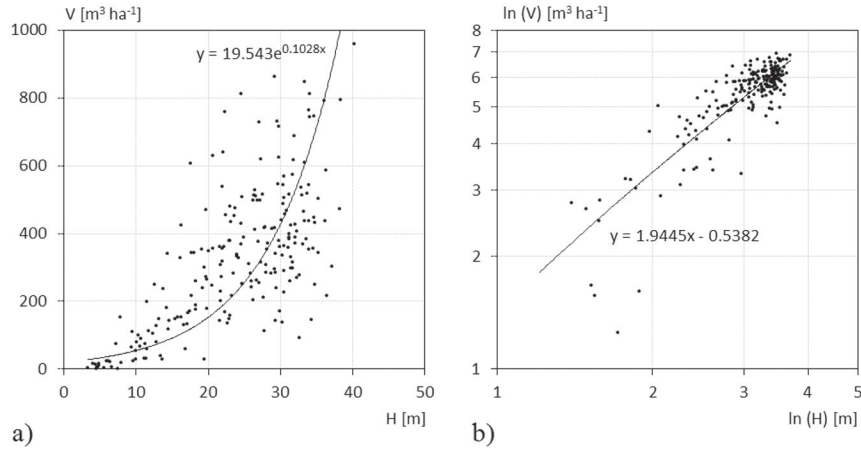 V [m³ ha⁻¹]
1000
800
600
400
200
0
y = 19.543e^0.1028x
0 10 20 30 40 50
H [m]
a)
ln (V) [m³ ha⁻¹]
8
7
6
5
4
3
2
1
y = 1.9445x - 0.5382
1 2 3 4 5
ln (H) [m]
b)